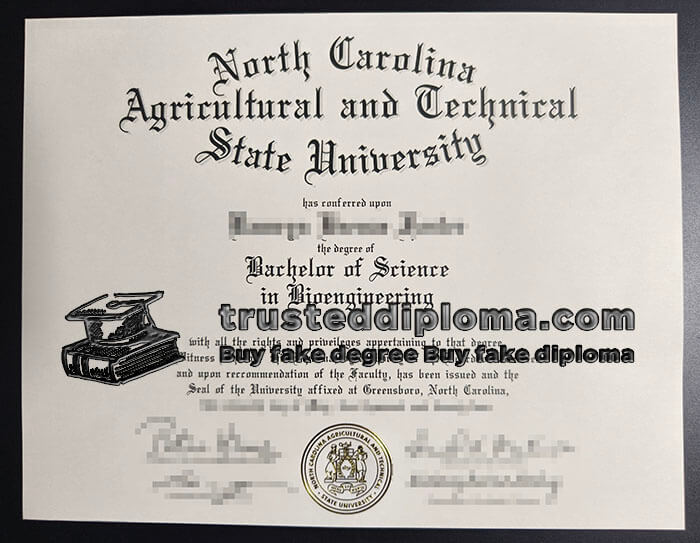 North Carolina
Agricultural and Technical
State University
has conferred upon
the degree of
Bachelor of Science
in Bioengineering
trusteddiploma.com
with all the rights and privileges appertaining to that degree.
Buy fake degree Buy fake diploma
and upon reccommendation of the Faculty, has been issued and the
Seal of the University affixed at Greensboro, North Carolina,
NORTH CAROLINA AGRICULTURAL AND TECHNICAL
STATE UNIVERSITY